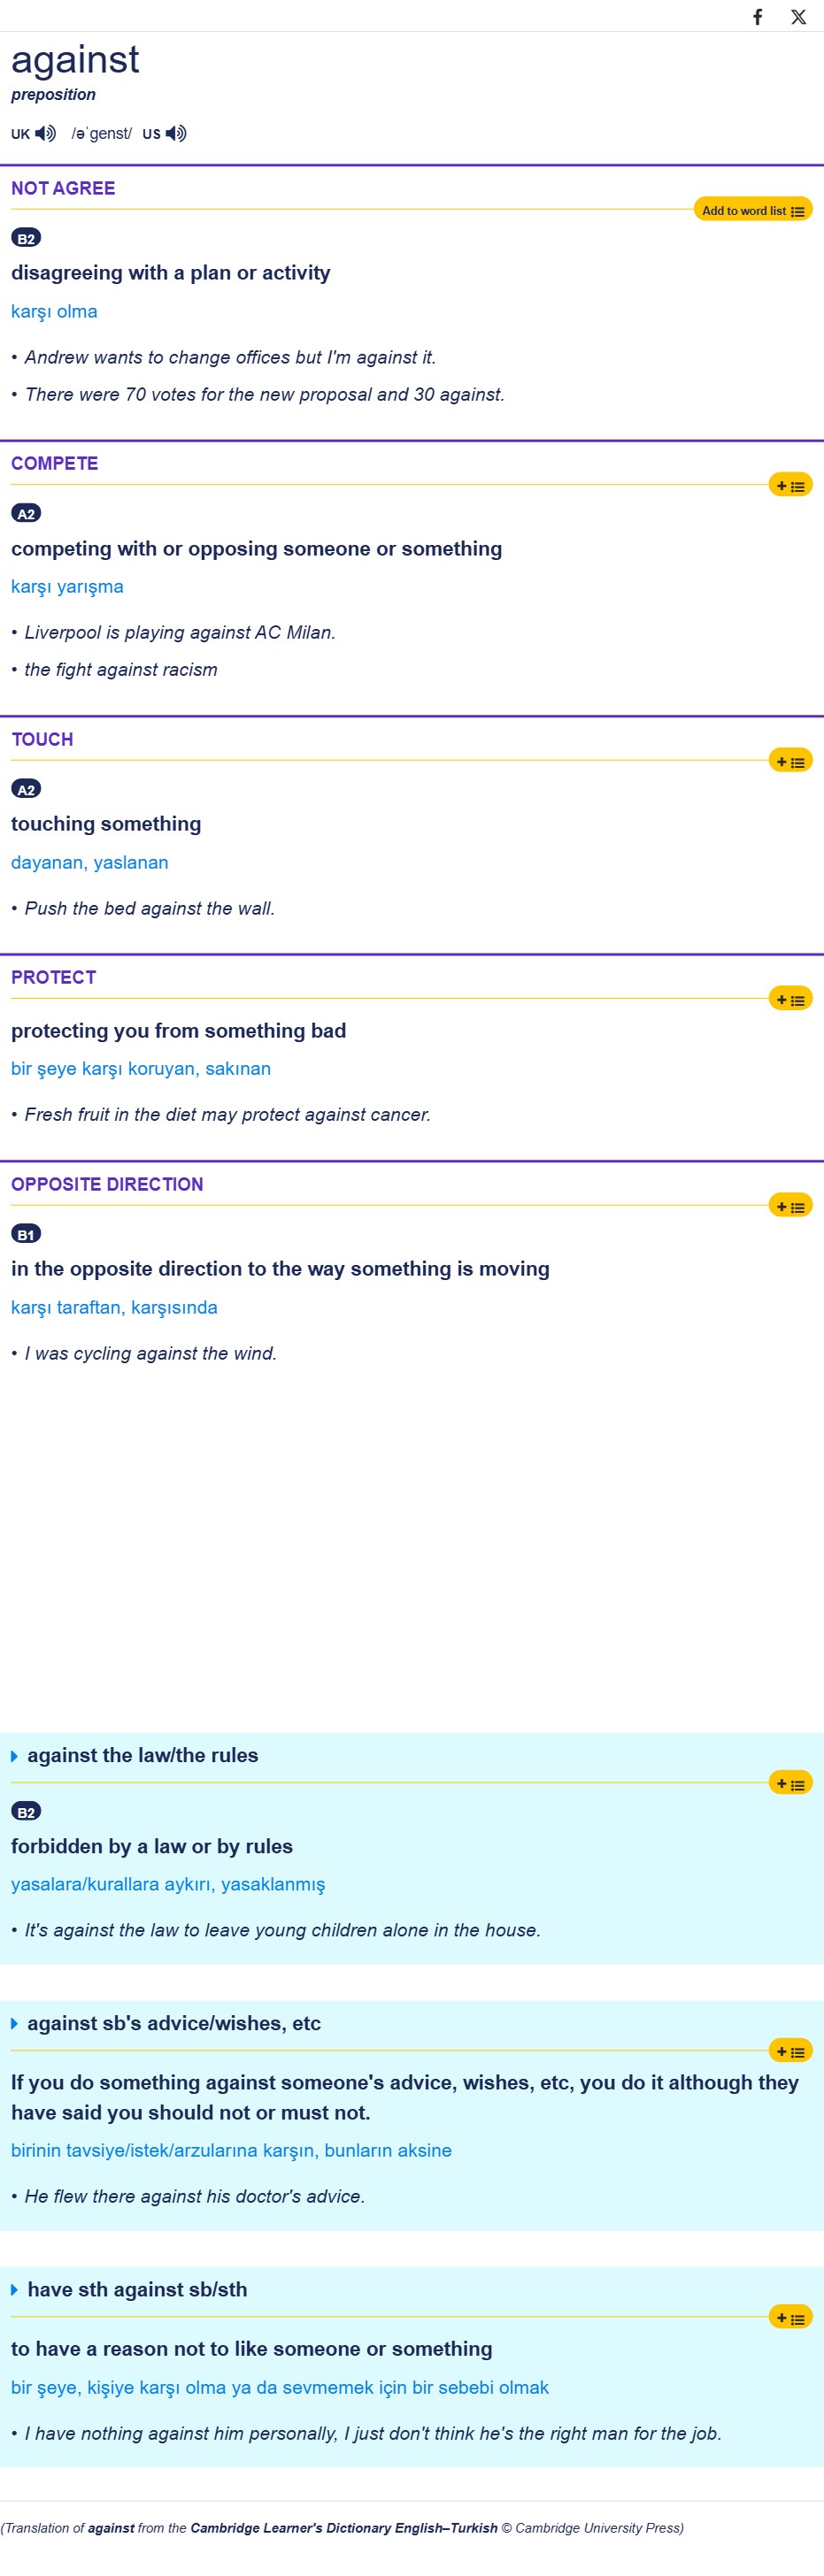 against
preposition
UK /əˈɡenst/ US
NOT AGREE
Add to word list
B2
disagreeing with a plan or activity
karşı olma
• Andrew wants to change offices but I'm against it.
• There were 70 votes for the new proposal and 30 against.
COMPETE
+
A2
competing with or opposing someone or something
karşı yarışma
• Liverpool is playing against AC Milan.
• the fight against racism
TOUCH
+
A2
touching something
dayanan, yaslanan
• Push the bed against the wall.
PROTECT
+
protecting you from something bad
bir şeye karşı koruyan, sakınan
• Fresh fruit in the diet may protect against cancer.
OPPOSITE DIRECTION
+
B1
in the opposite direction to the way something is moving
karşı taraftan, karşısında
• I was cycling against the wind.
against the law/the rules
+
B2
forbidden by a law or by rules
yasalara/kurallara aykırı, yasaklanmış
• It's against the law to leave young children alone in the house.
against sb's advice/wishes, etc
+
If you do something against someone's advice, wishes, etc, you do it although they
have said you should not or must not.
birinin tavsiye/istek/arzularına karşın, bunların aksine
• He flew there against his doctor's advice.
have sth against sb/sth
+
to have a reason not to like someone or something
bir şeye, kişiye karşı olma ya da sevmemek için bir sebebi olmak
• I have nothing against him personally, I just don't think he's the right man for the job.
(Translation of against from the Cambridge Learner's Dictionary English–Turkish © Cambridge University Press)